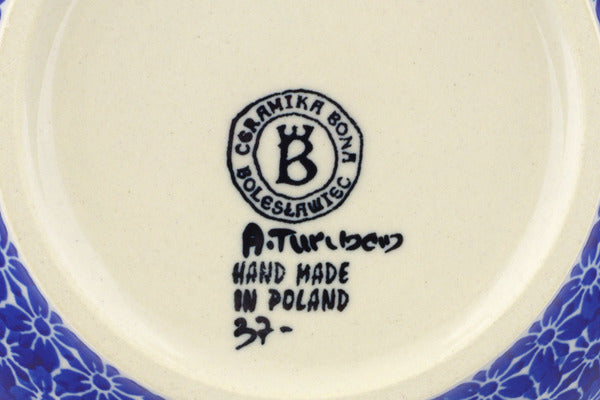 CERAMIKA BONA
B
BOLESŁAWIEC
HAND MADE
IN POLAND
37-